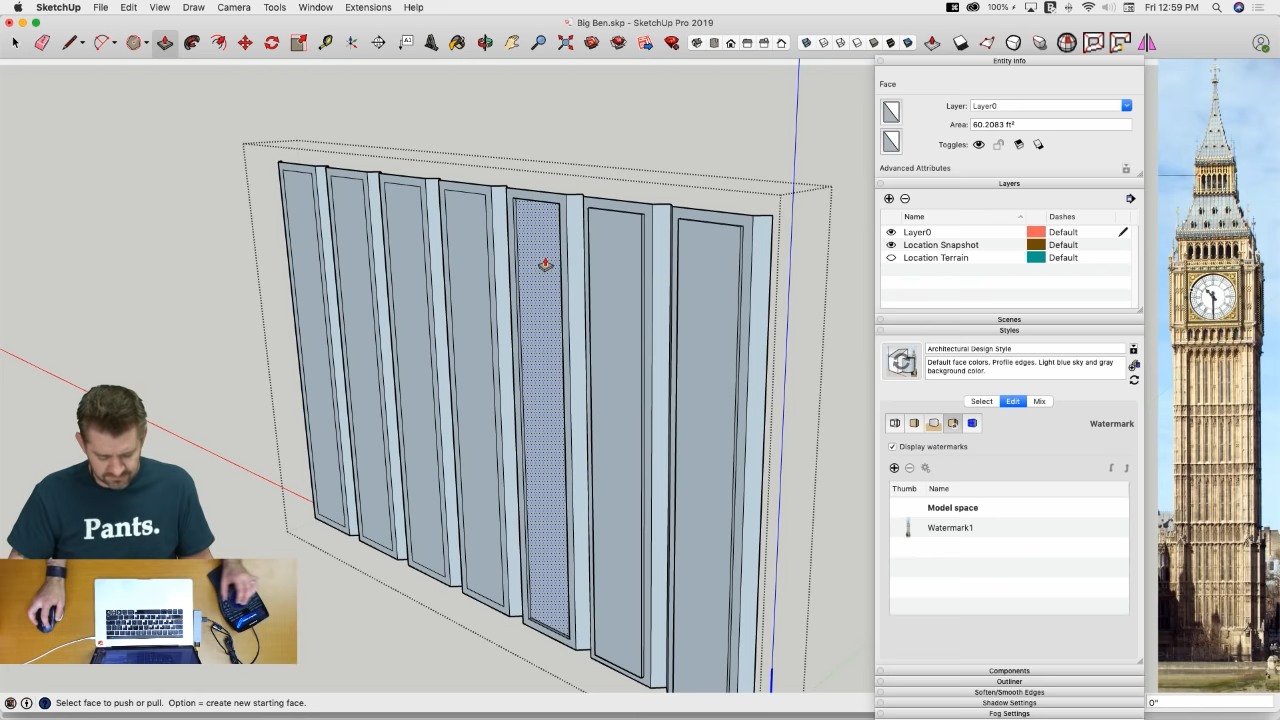 SketchUp File Edit View Draw Camera Tools Window Extensions Help
100% Fri 12:59 PM
Big Ben.skp - SketchUp Pro 2019
Entity Info
Face
Layer: Layer0
Area: 60.2083 ft²
Toggles:
Advanced Attributes
Layers
Name Dashes
Layer0 Default
Location Snapshot Default
Location Terrain Default
Scenes
Styles
Architectural Design Style
Default face colors. Profile edges. Light blue sky and gray
background color.
Select Edit Mix
Watermark
Display watermarks
Thumb Name
Model space
Watermark1
Pants.
Components
Outliner
Soften/Smooth Edges
Shadow Settings
Fog Settings
Select face to push or pull. Option = create new starting face.
0"